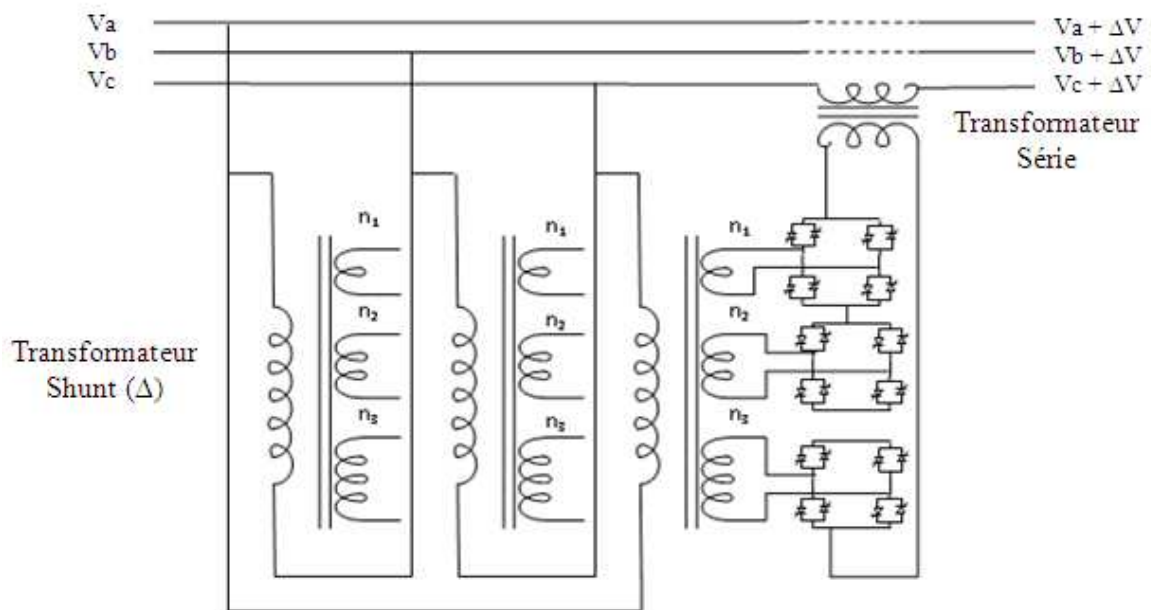 Va
Vb
Vc
Va + ΔV
Vb + ΔV
Vc + ΔV
Transformateur
Série
n₁
n₁
n₁
n₂
n₂
n₂
n₃
n₃
n₃
Transformateur
Shunt (Δ)